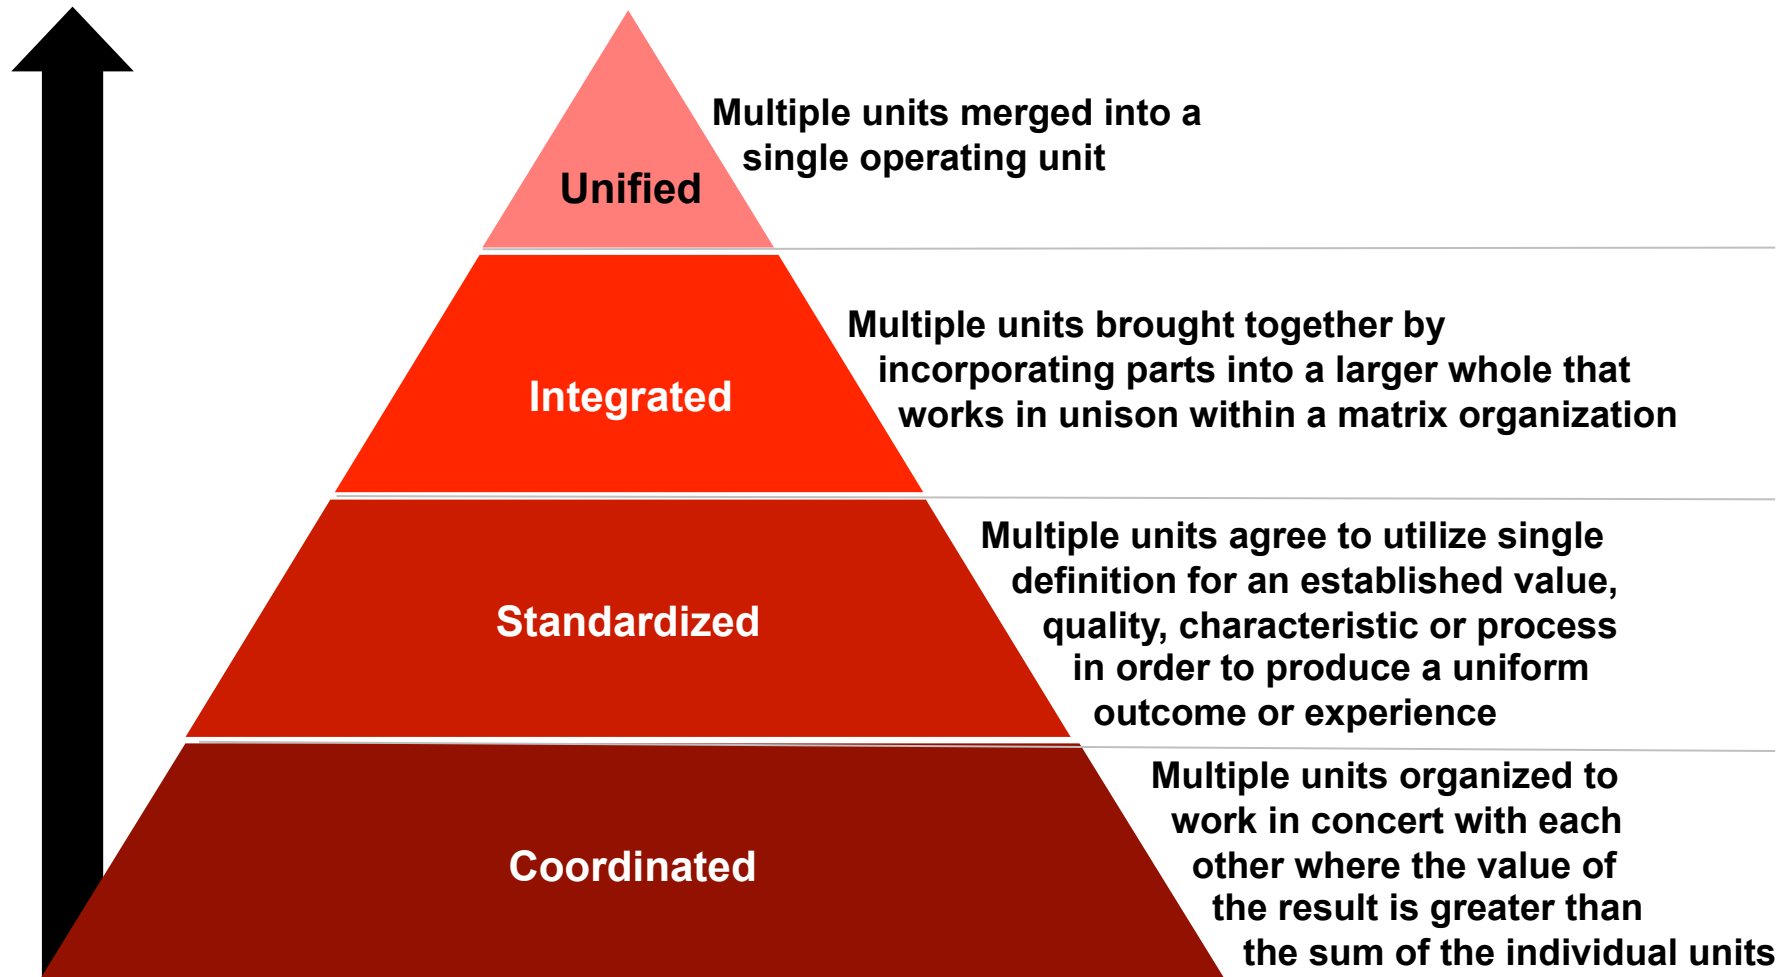 Multiple units merged into a
single operating unit
Unified
Multiple units brought together by
incorporating parts into a larger whole that
works in unison within a matrix organization
Integrated
Multiple units agree to utilize single
definition for an established value,
quality, characteristic or process
in order to produce a uniform
outcome or experience
Standardized
Multiple units organized to
work in concert with each
other where the value of
the result is greater than
the sum of the individual units
Coordinated